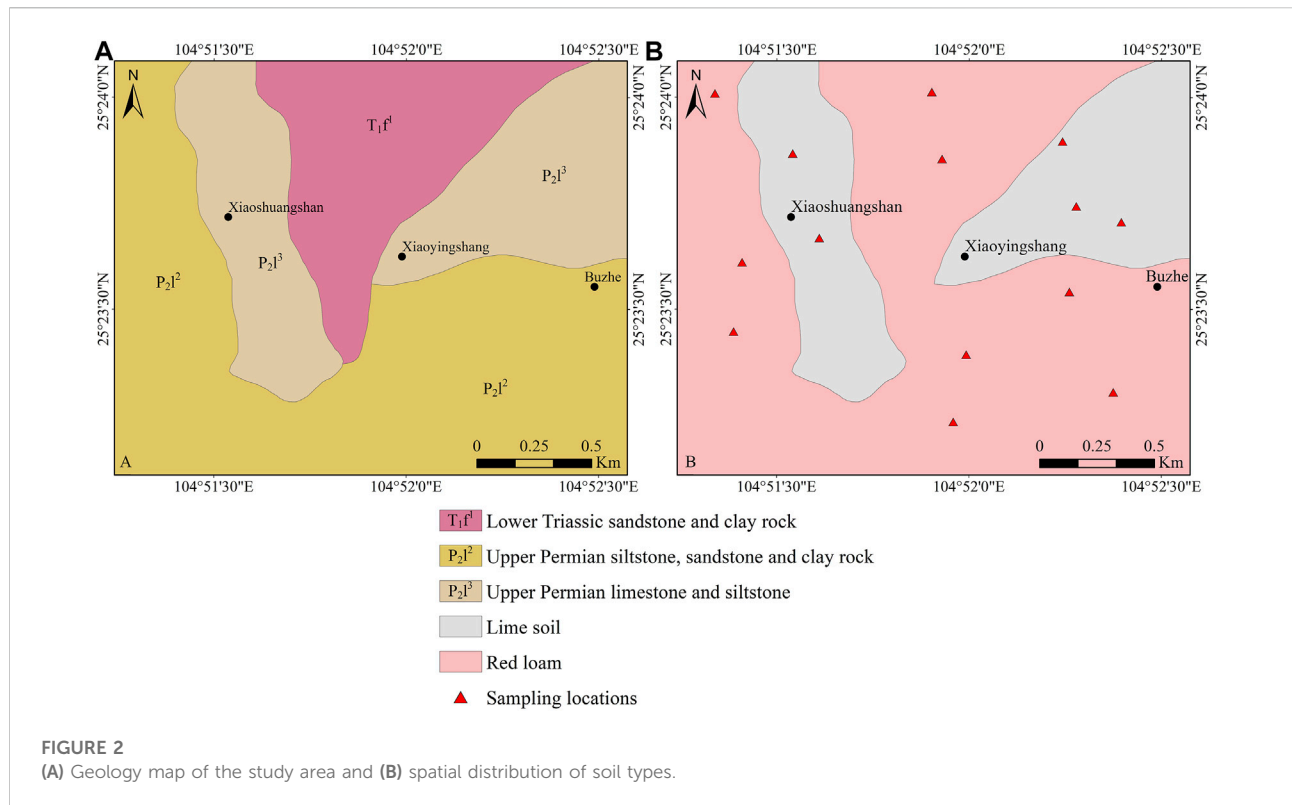 A
B
104°51'30"E
104°52'0"E
104°52'30"E
104°51'30"E
104°52'0"E
104°52'30"E
N
N
25°24'0"N
25°24'0"N
25°24'0"N
25°23'30"N
25°23'30"N
25°23'30"N
T₁f¹
P₂l³
Xiaoshuangshan
P₂l³
Xiaoyingshang
P₂l²
Buzhe
P₂l²
0 0.25 0.5
Km
A
Xiaoshuangshan
Xiaoyingshang
Buzhe
0 0.25 0.5
Km
B
104°51'30"E
104°52'0"E
104°52'30"E
104°51'30"E
104°52'0"E
104°52'30"E
T₁f¹ Lower Triassic sandstone and clay rock
P₂l² Upper Permian siltstone, sandstone and clay rock
P₂l³ Upper Permian limestone and siltstone
Lime soil
Red loam
Sampling locations
FIGURE 2
(A) Geology map of the study area and (B) spatial distribution of soil types.